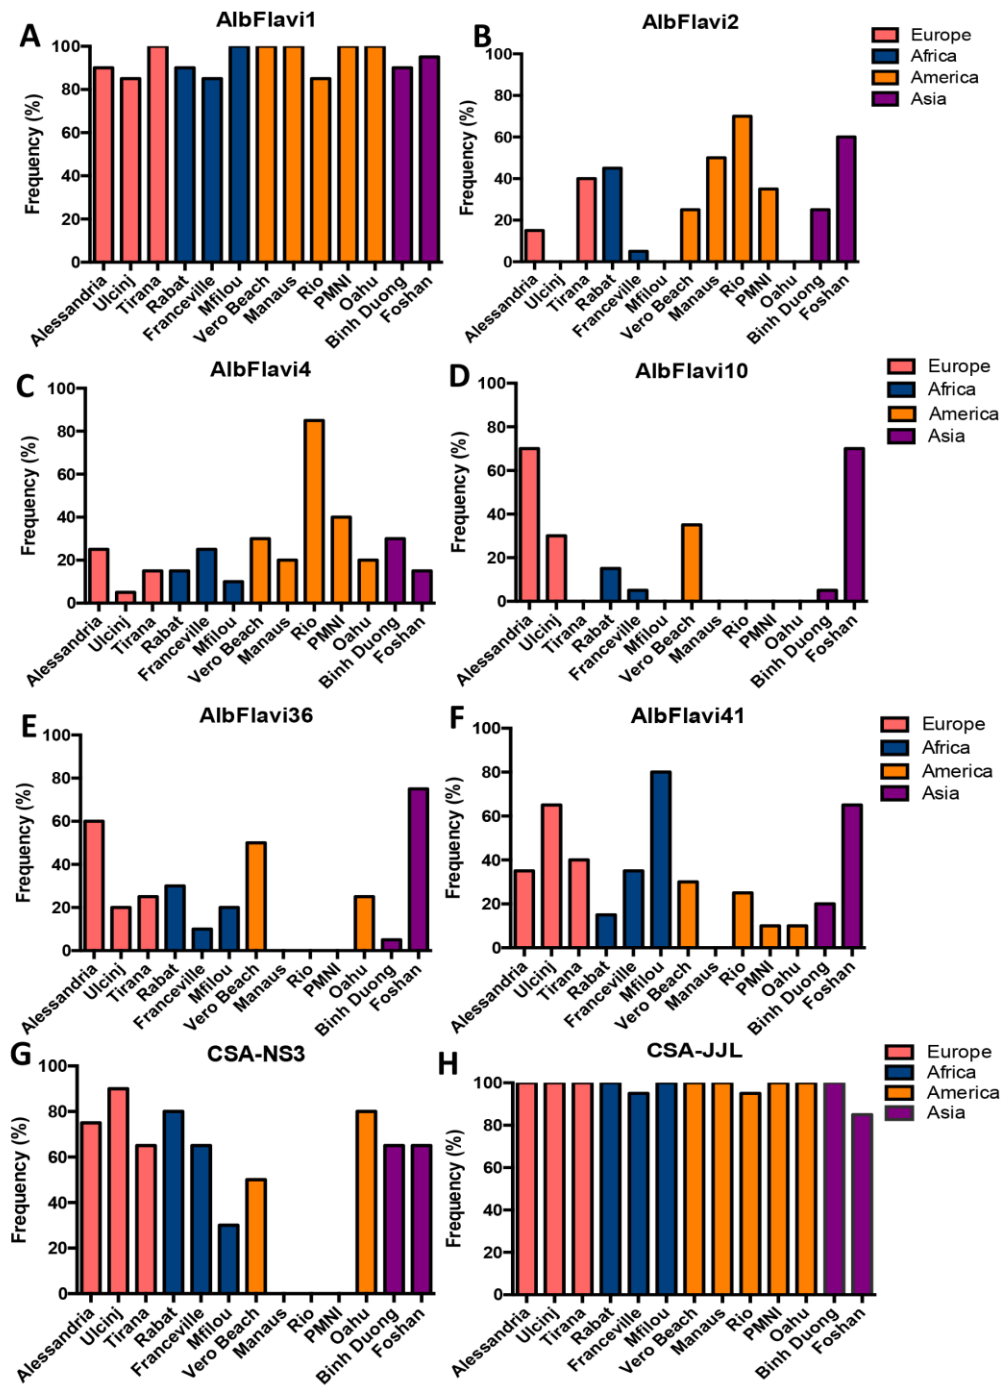 A
AlbFlavi1
Frequency (%)
100
80
60
40
20
0
Alessandria
Ulcinj
Tirana
Rabat
Franceville
Mfilou
Vero Beach
Manaus
Rio
PMNI
Oahu
Binh Duong
Foshan
B
AlbFlavi2
Frequency (%)
100
80
60
40
20
0
Alessandria
Ulcinj
Tirana
Rabat
Franceville
Mfilou
Vero Beach
Manaus
Rio
PMNI
Oahu
Binh Duong
Foshan
Europe
Africa
America
Asia
C
AlbFlavi4
Frequency (%)
100
80
60
40
20
0
Alessandria
Ulcinj
Tirana
Rabat
Franceville
Mfilou
Vero Beach
Manaus
Rio
PMNI
Oahu
Binh Duong
Foshan
D
AlbFlavi10
Frequency (%)
100
80
60
40
20
0
Alessandria
Ulcinj
Tirana
Rabat
Franceville
Mfilou
Vero Beach
Manaus
Rio
PMNI
Oahu
Binh Duong
Foshan
Europe
Africa
America
Asia
E
AlbFlavi36
Frequency (%)
100
80
60
40
20
0
Alessandria
Ulcinj
Tirana
Rabat
Franceville
Mfilou
Vero Beach
Manaus
Rio
PMNI
Oahu
Binh Duong
Foshan
F
AlbFlavi41
Frequency (%)
100
80
60
40
20
0
Alessandria
Ulcinj
Tirana
Rabat
Franceville
Mfilou
Vero Beach
Manaus
Rio
PMNI
Oahu
Binh Duong
Foshan
Europe
Africa
America
Asia
G
CSA-NS3
Frequency (%)
100
80
60
40
20
0
Alessandria
Ulcinj
Tirana
Rabat
Franceville
Mfilou
Vero Beach
Manaus
Rio
PMNI
Oahu
Binh Duong
Foshan
H
CSA-JJL
Frequency (%)
100
80
60
40
20
0
Alessandria
Ulcinj
Tirana
Rabat
Franceville
Mfilou
Vero Beach
Manaus
Rio
PMNI
Oahu
Binh Duong
Foshan
Europe
Africa
America
Asia